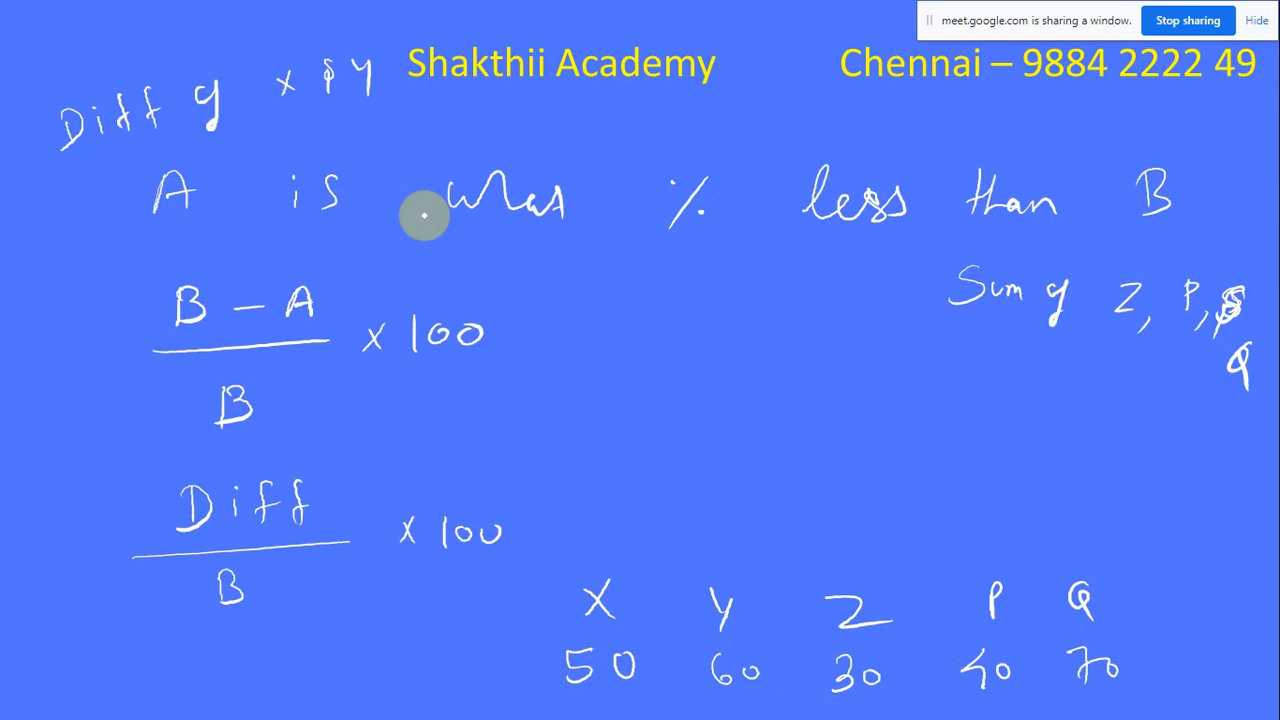 meet.google.com is sharing a window. Stop sharing Hide
Shakthii Academy Chennai – 9884 2222 49
Diff of X & Y
A is what % less than B
Sum of Z, P,
Q
B - A
B
x 100
Diff
B
x 100
X Y Z P Q
50 60 30 40 70